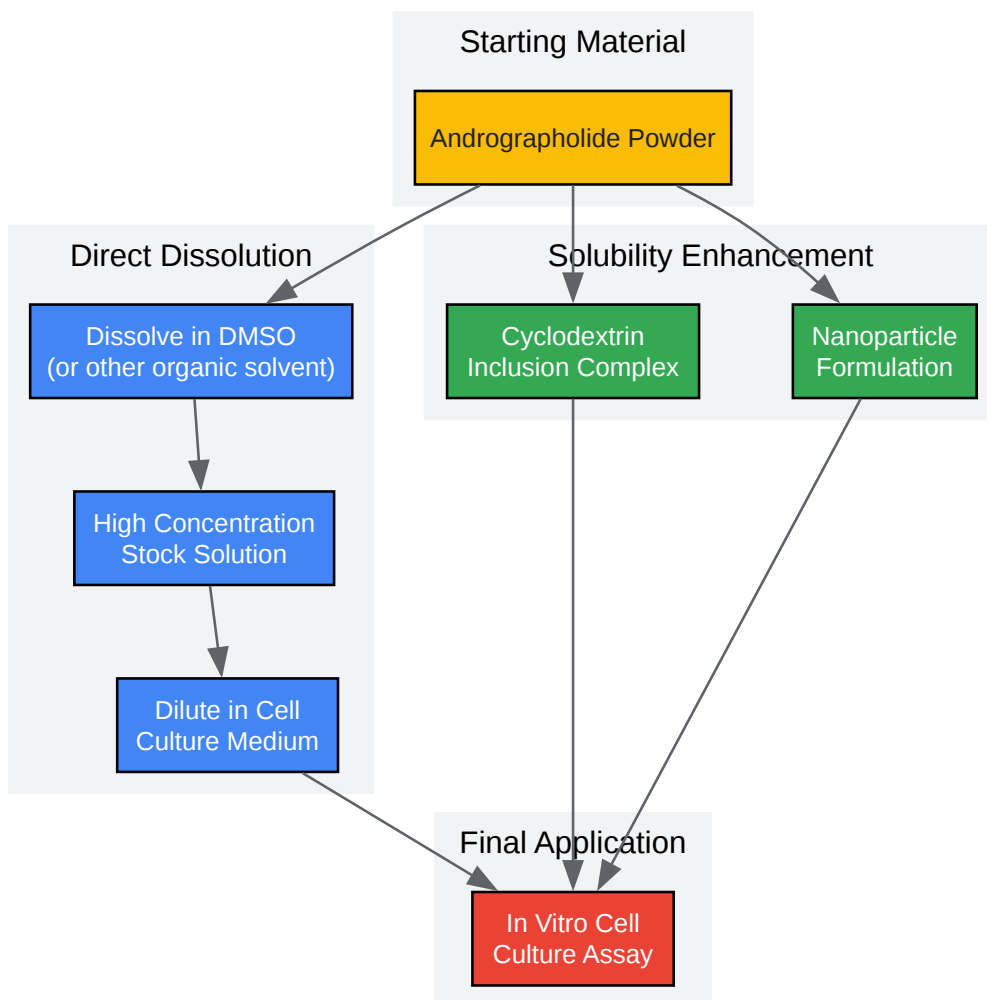 Starting Material
Andrographolide Powder
Direct Dissolution
Solubility Enhancement
Dissolve in DMSO
(or other organic solvent)
Cyclodextrin
Inclusion Complex
Nanoparticle
Formulation
High Concentration
Stock Solution
Dilute in Cell
Culture Medium
Final Application
In Vitro Cell
Culture Assay